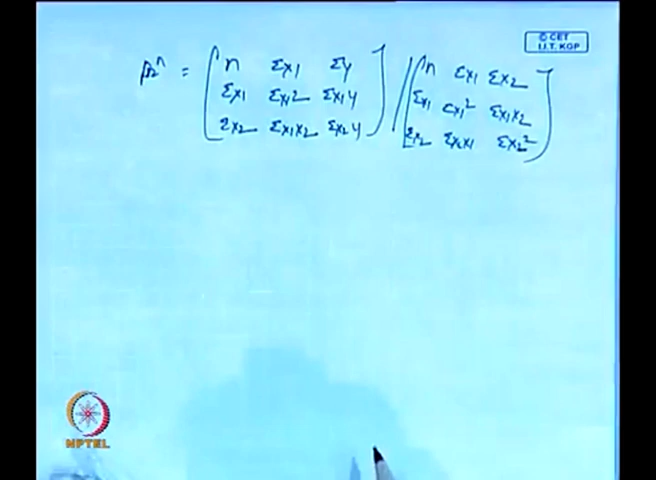 © CET
I.I.T. KGP
β2^ = [ n Σx1 Σy ] / [ n Σx1 Σx2 ]
[ Σx1 Σx1² Σx1y ] / [ Σx1 Σx1² Σx1x2 ]
[ Σx2 Σx1x2 Σx2y ] / [ Σx2 Σx2x1 Σx2² ]
NPTEL